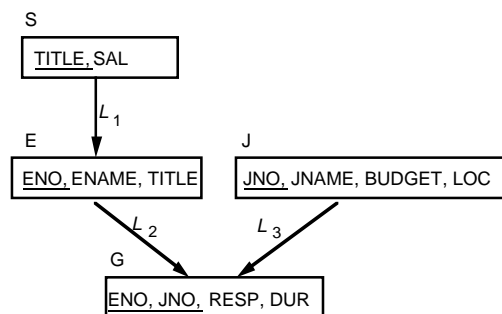 S
TITLE, SAL
L1
E
J
ENO, ENAME, TITLE
JNO, JNAME, BUDGET, LOC
L2
L3
G
ENO, JNO, RESP, DUR